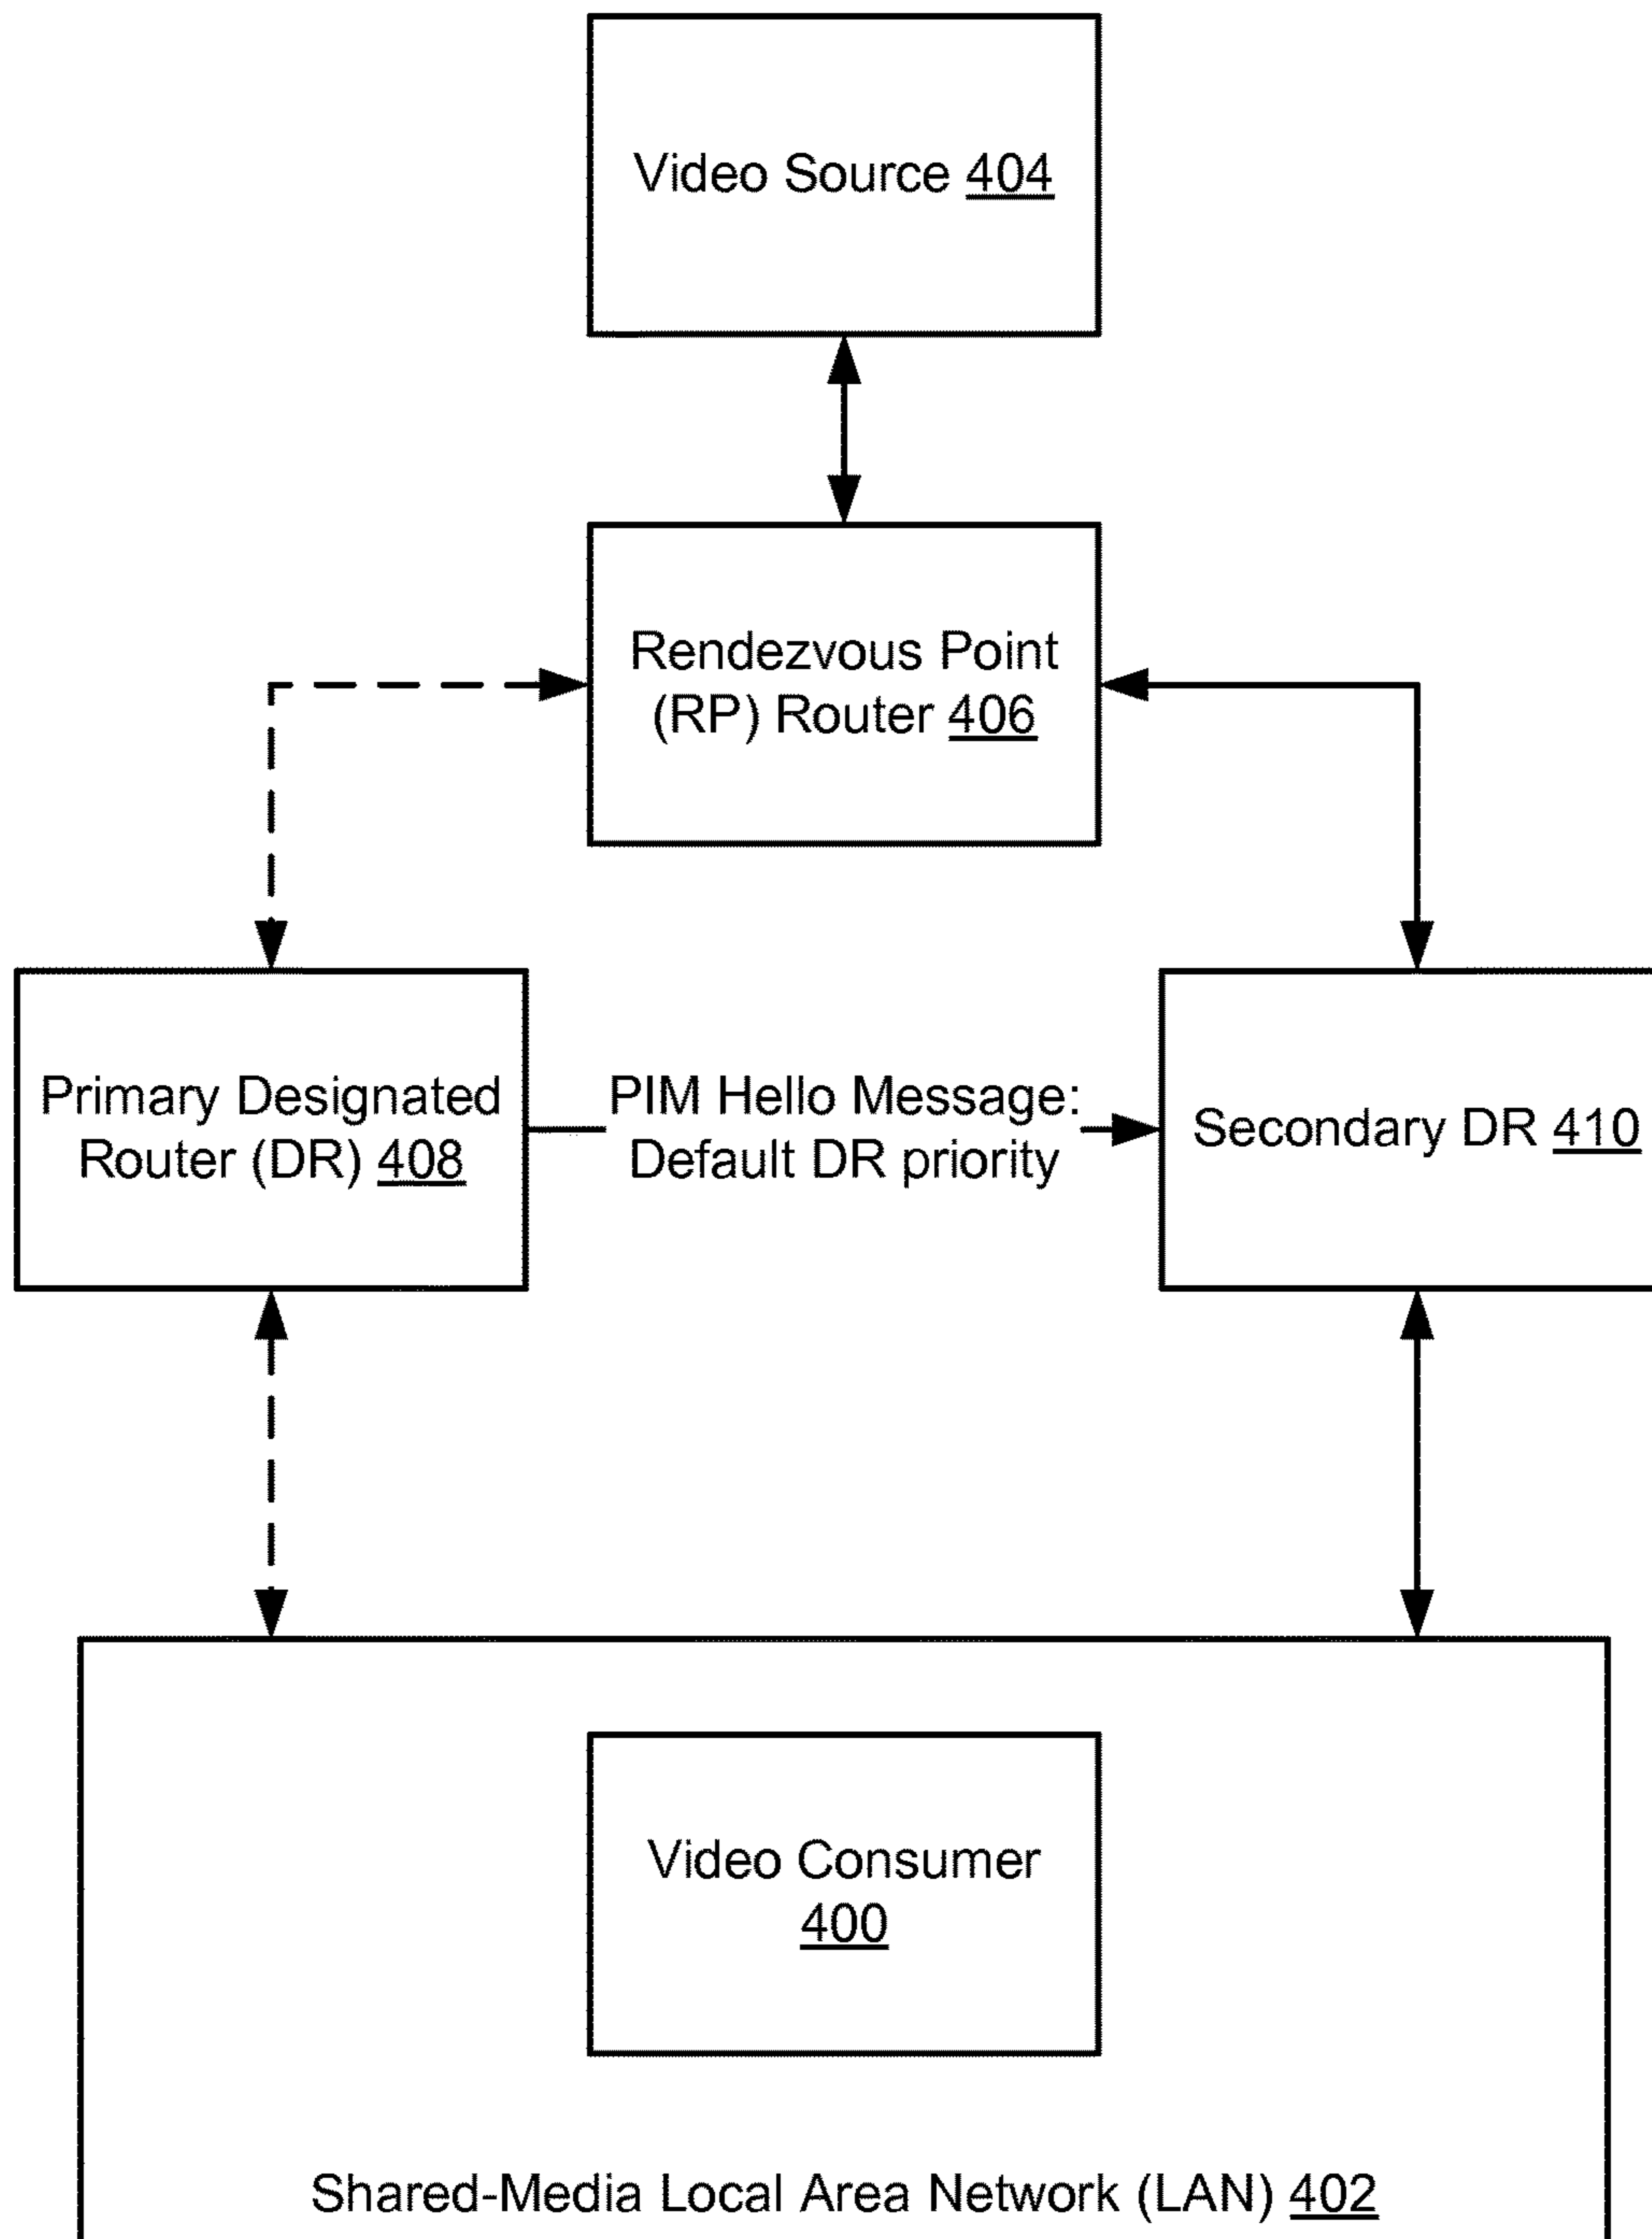 Video Source 404
Rendezvous Point
(RP) Router 406
Primary Designated
Router (DR) 408
PIM Hello Message:
Default DR priority
Secondary DR 410
Video Consumer
400
Shared-Media Local Area Network (LAN) 402